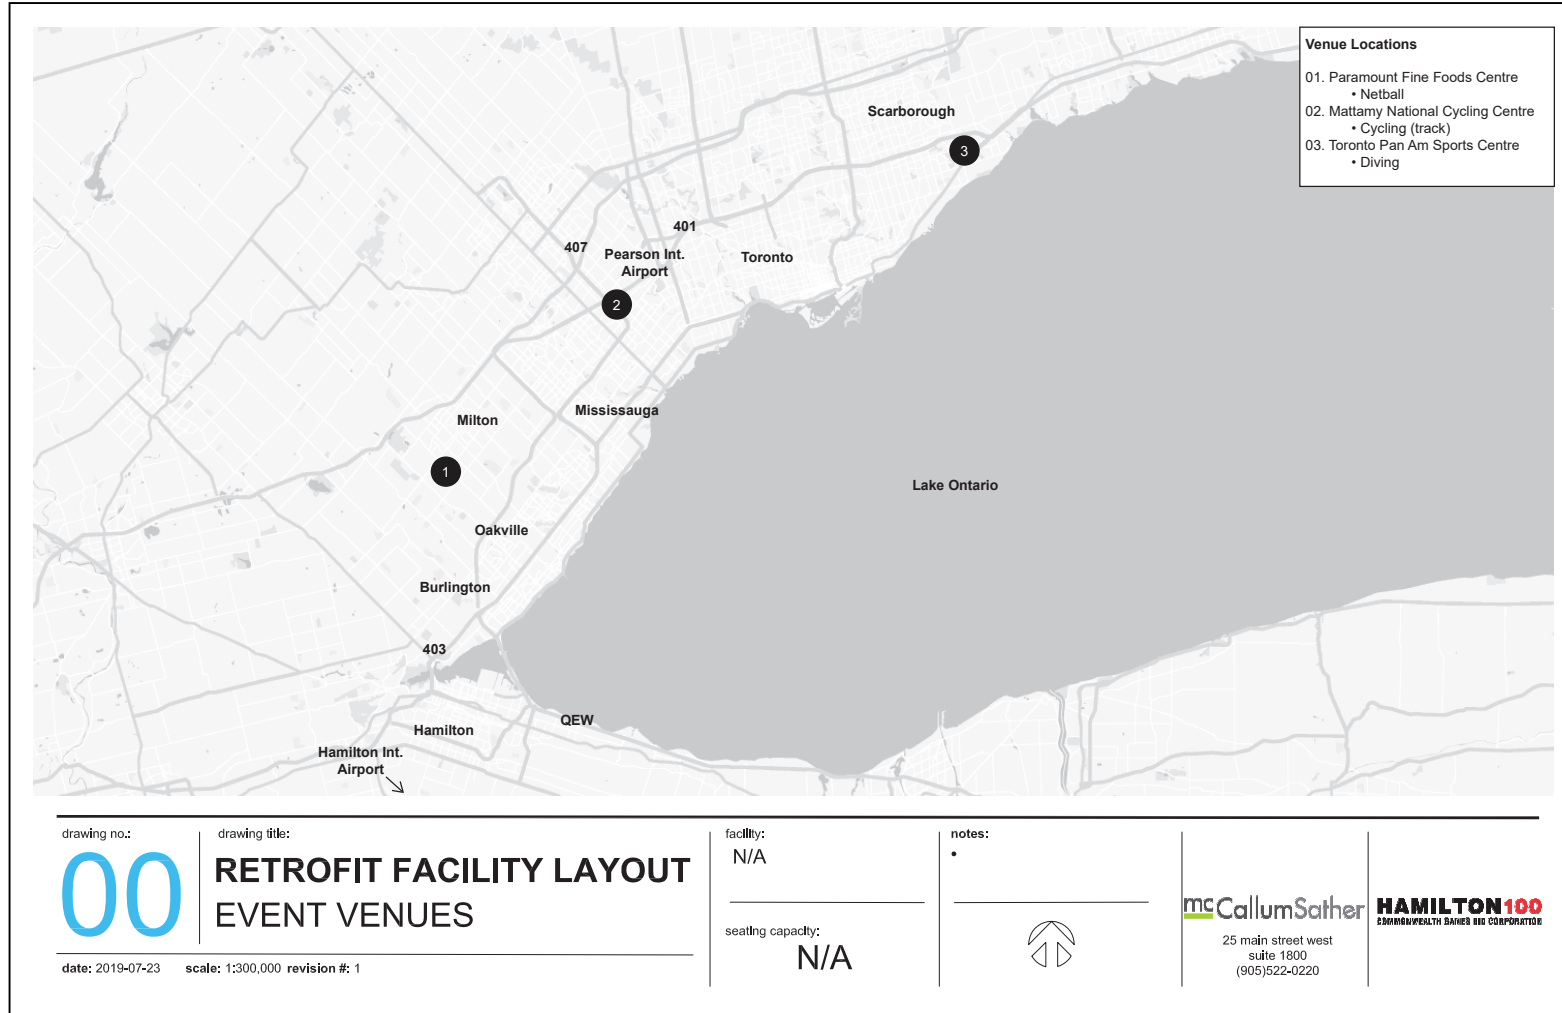 Venue Locations
01. Paramount Fine Foods Centre
• Netball
02. Mattamy National Cycling Centre
• Cycling (track)
03. Toronto Pan Am Sports Centre
• Diving
Scarborough
3
401
407
Pearson Int.
Airport
Toronto
2
Mississauga
Milton
1
Lake Ontario
Oakville
Burlington
403
QEW
Hamilton
Hamilton Int.
Airport
drawing no.:
00
drawing title:
RETROFIT FACILITY LAYOUT
EVENT VENUES
date: 2019-07-23 scale: 1:300,000 revision #: 1
facility:
N/A
seating capacity:
N/A
notes:
•
mcCallumSather
25 main street west
suite 1800
(905)522-0220
HAMILTON100
COMMONWEALTH GAMES BID CORPORATION